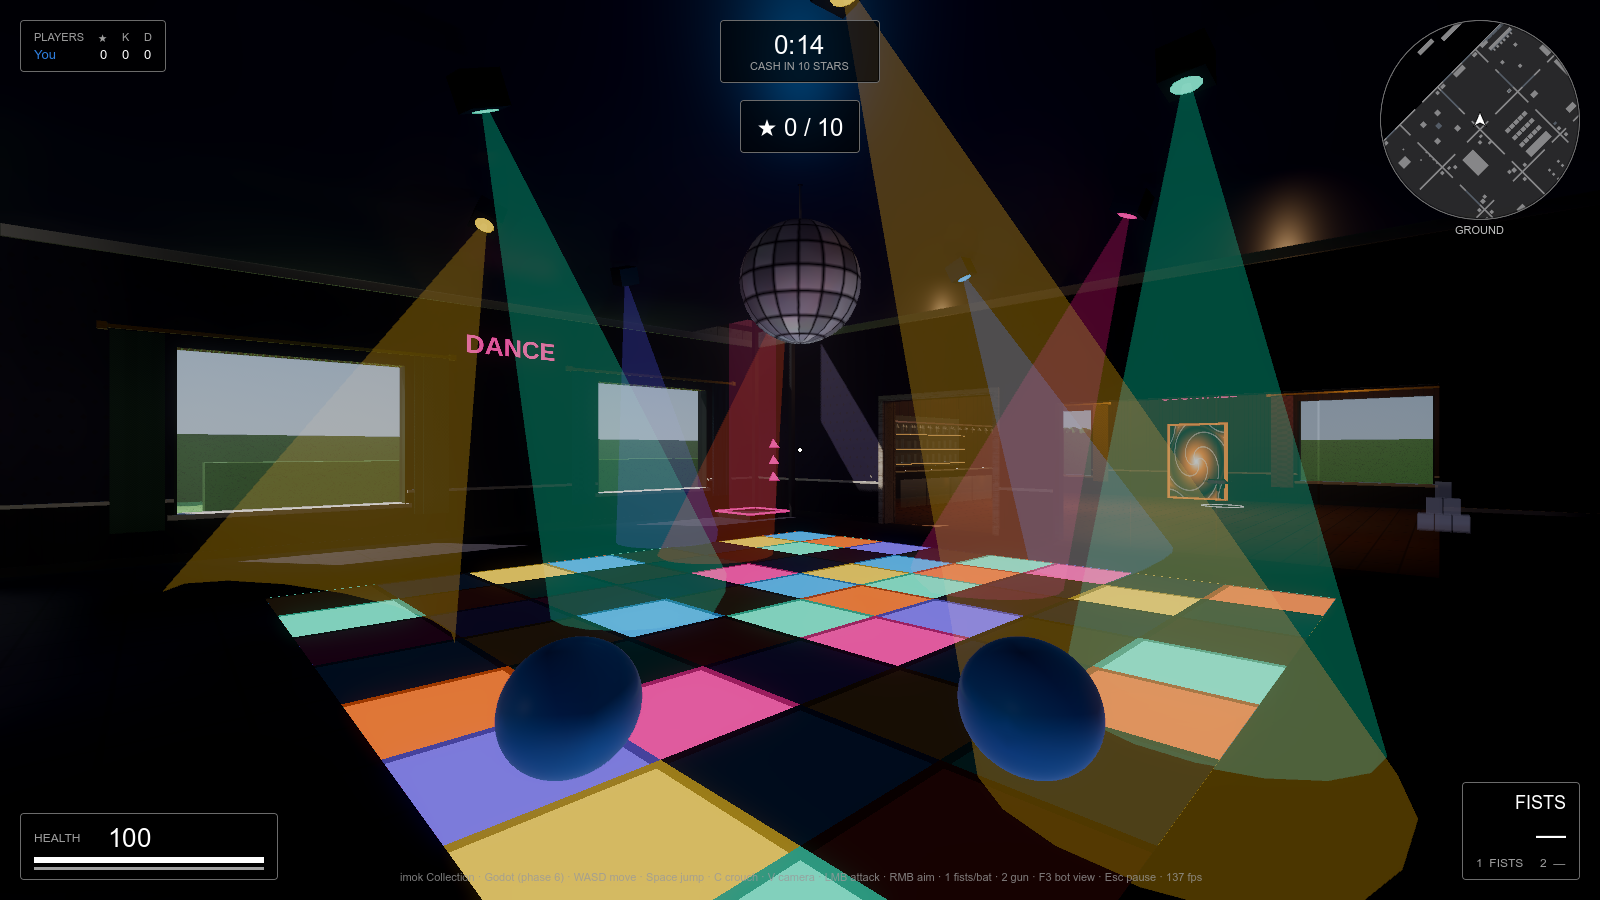 PLAYERS ★ K D
You 0 0 0
0:14
CASH IN 10 STARS
★ 0 / 10
GROUND
DANCE
HEALTH 100
FISTS
1 FISTS 2 —
imok Collection · Godot (phase 6) · WASD move · Space jump · C crouch · V camera · LMB attack · RMB aim · 1 fists/bat · 2 gun · F3 bot view · Esc pause · 137 fps